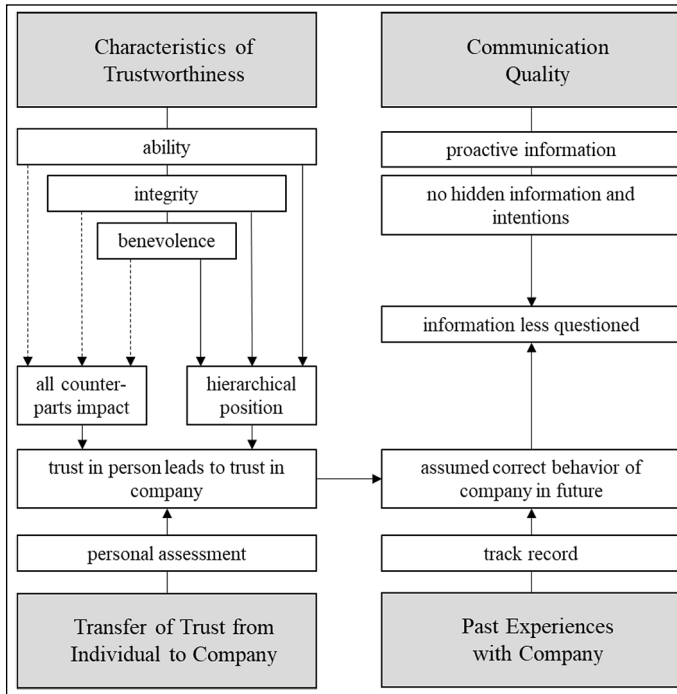 Characteristics of
Trustworthiness
ability
integrity
benevolence
all counter-
parts impact
hierarchical
position
trust in person leads to trust in
company
personal assessment
Transfer of Trust from
Individual to Company
Communication
Quality
proactive information
no hidden information and
intentions
information less questioned
assumed correct behavior of
company in future
track record
Past Experiences
with Company